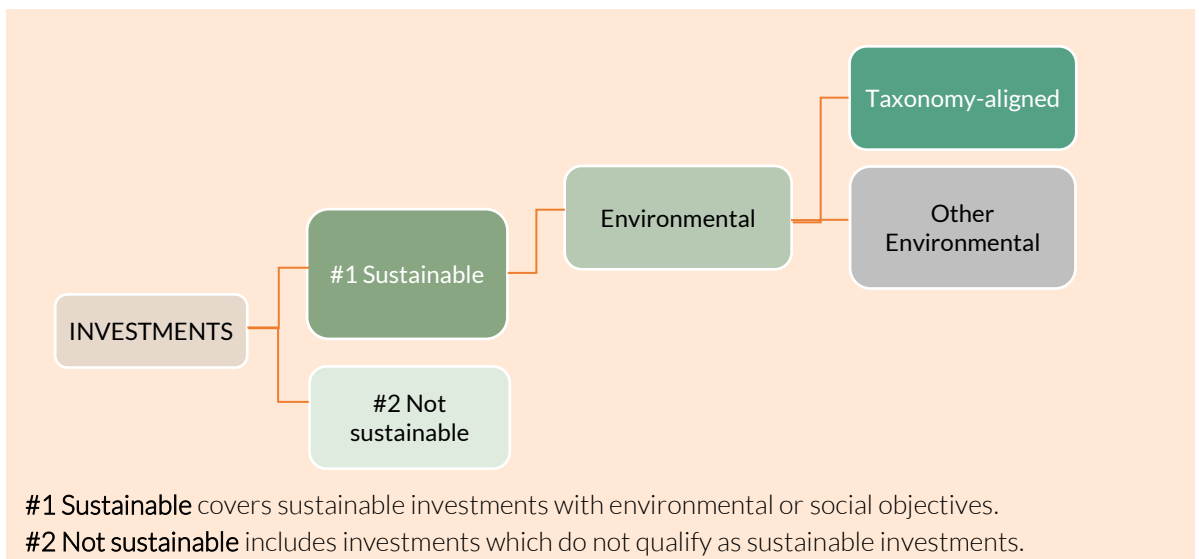 Taxonomy-aligned
Environmental
Other
Environmental
#1 Sustainable
INVESTMENTS
#2 Not
sustainable
#1 Sustainable covers sustainable investments with environmental or social objectives.
#2 Not sustainable includes investments which do not qualify as sustainable investments.